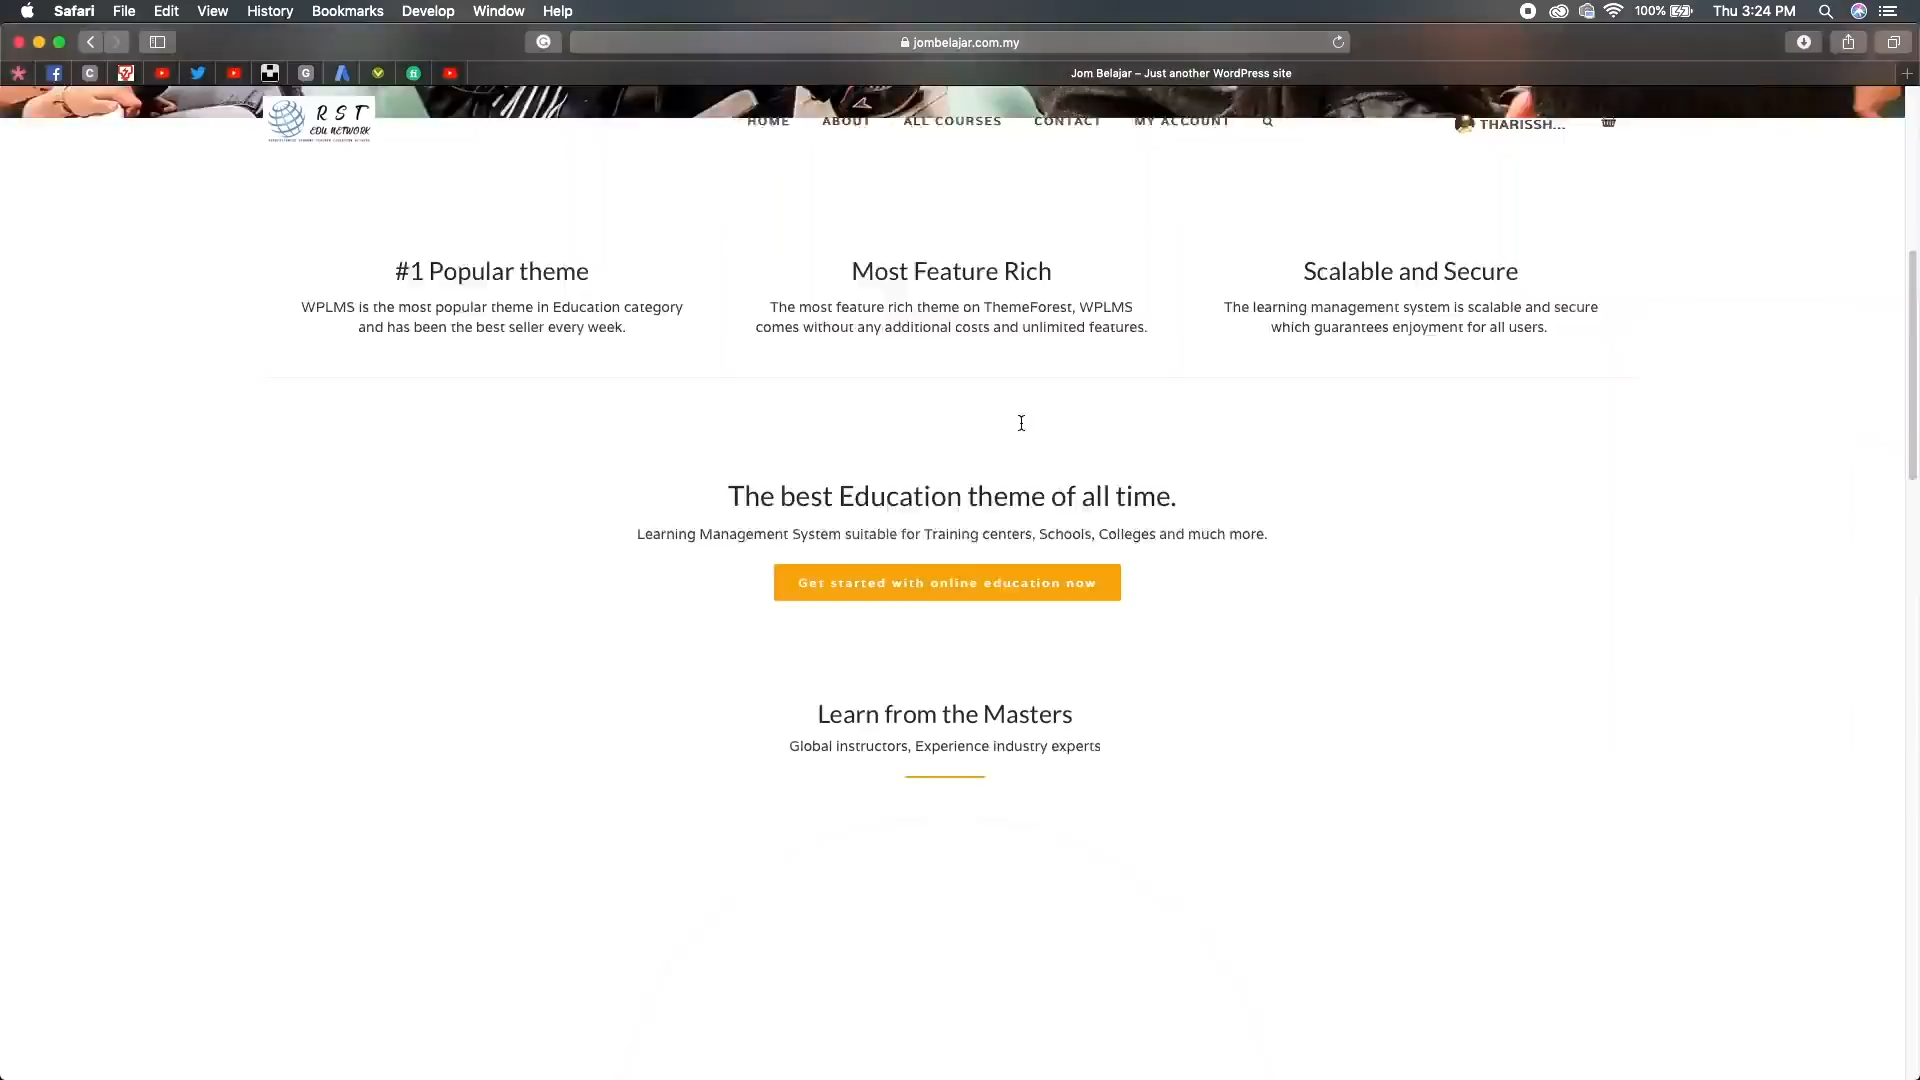 Safari File Edit View History Bookmarks Develop Window Help 100% Thu 3:24 PM
jombelajar.com.my
Jom Belajar – Just another WordPress site
R S T
EDU NETWORK
HOME ABOUT ALL COURSES CONTACT MY ACCOUNT THARISSH...
#1 Popular theme
WPLMS is the most popular theme in Education category
and has been the best seller every week.
Most Feature Rich
The most feature rich theme on ThemeForest, WPLMS
comes without any additional costs and unlimited features.
Scalable and Secure
The learning management system is scalable and secure
which guarantees enjoyment for all users.
The best Education theme of all time.
Learning Management System suitable for Training centers, Schools, Colleges and much more.
Get started with online education now
Learn from the Masters
Global instructors, Experience industry experts